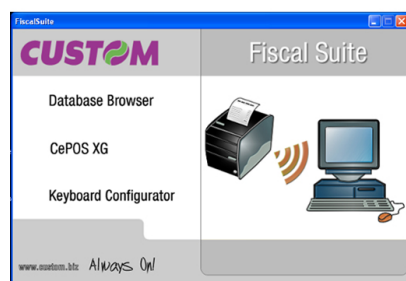 FiscalSuite
CUSTOM
Fiscal Suite
Database Browser
CePOS XG
Keyboard Configurator
www.custom.biz Always On!